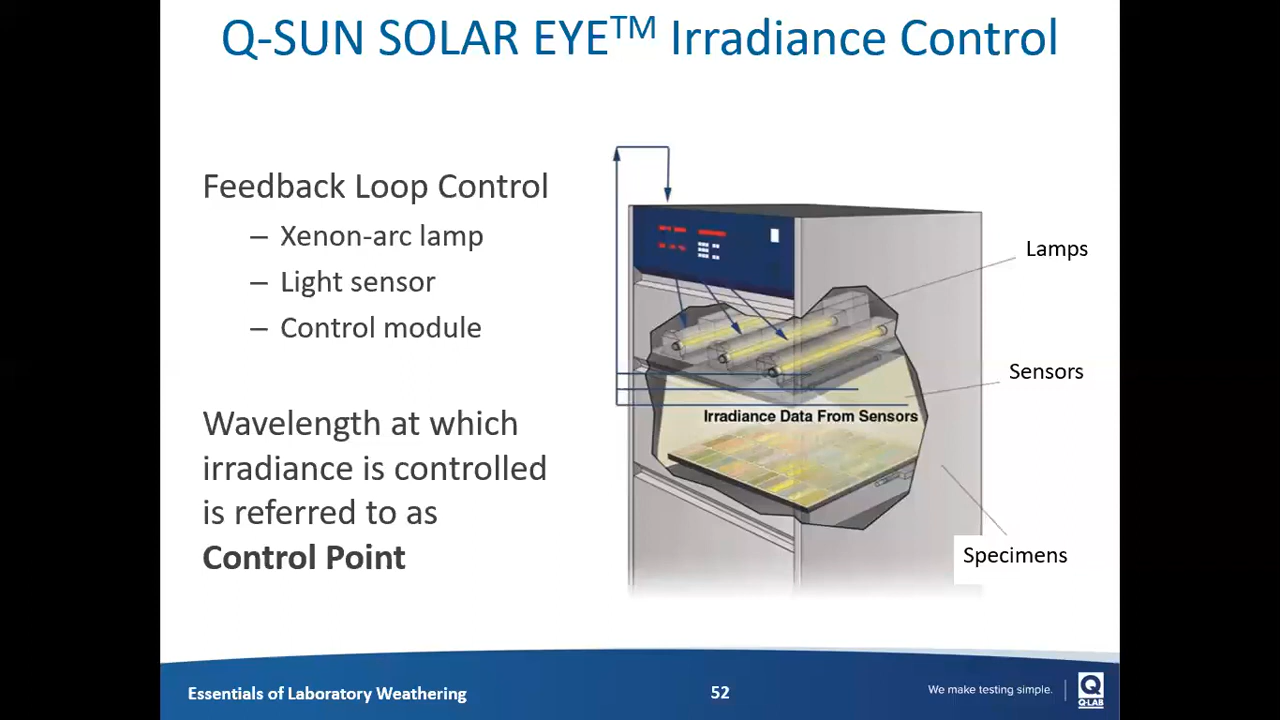 Q-SUN SOLAR EYE™ Irradiance Control
Feedback Loop Control
– Xenon-arc lamp
– Light sensor
– Control module
Wavelength at which
irradiance is controlled
is referred to as
Control Point
Lamps
Sensors
Irradiance Data From Sensors
Specimens
Essentials of Laboratory Weathering
52
We make testing simple.
Q
Q-LAB